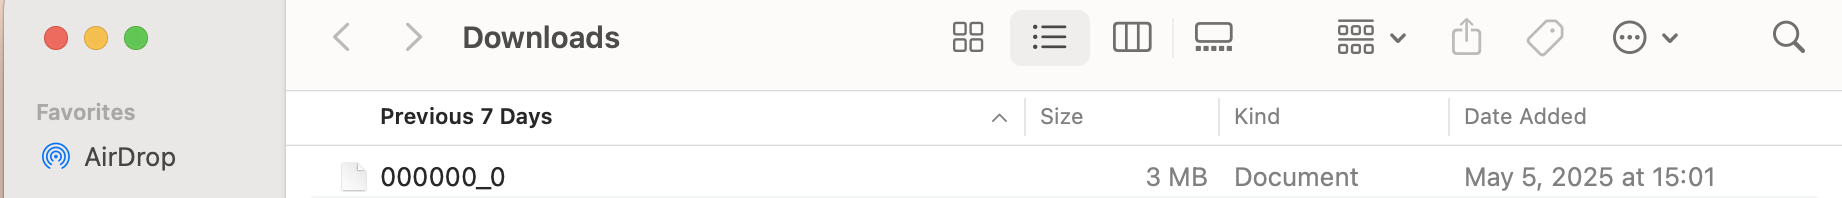 Downloads
Favorites
AirDrop
Previous 7 Days Size Kind Date Added
000000_0 3 MB Document May 5, 2025 at 15:01